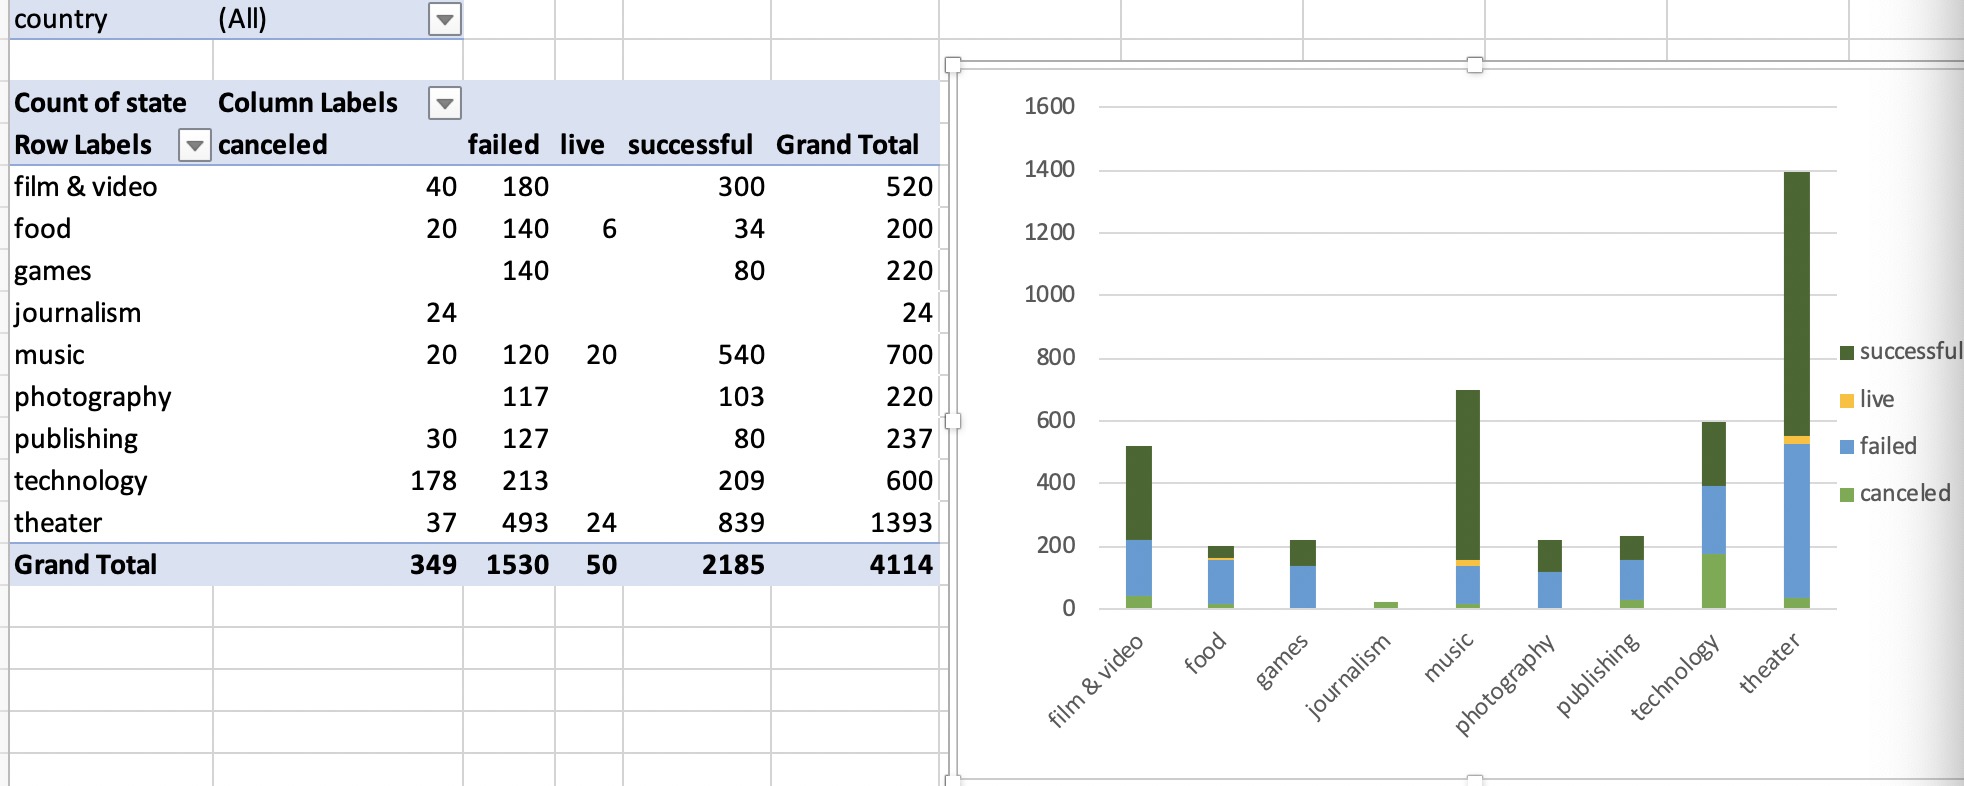 country (All)
Count of state Column Labels
Row Labels canceled failed live successful Grand Total
film & video 40 180 300 520
food 20 140 6 34 200
games 140 80 220
journalism 24 24
music 20 120 20 540 700
photography 117 103 220
publishing 30 127 80 237
technology 178 213 209 600
theater 37 493 24 839 1393
Grand Total 349 1530 50 2185 4114
1600
1400
1200
1000
800
600
400
200
0
film & video
food
games
journalism
music
photography
publishing
technology
theater
successful
live
failed
canceled